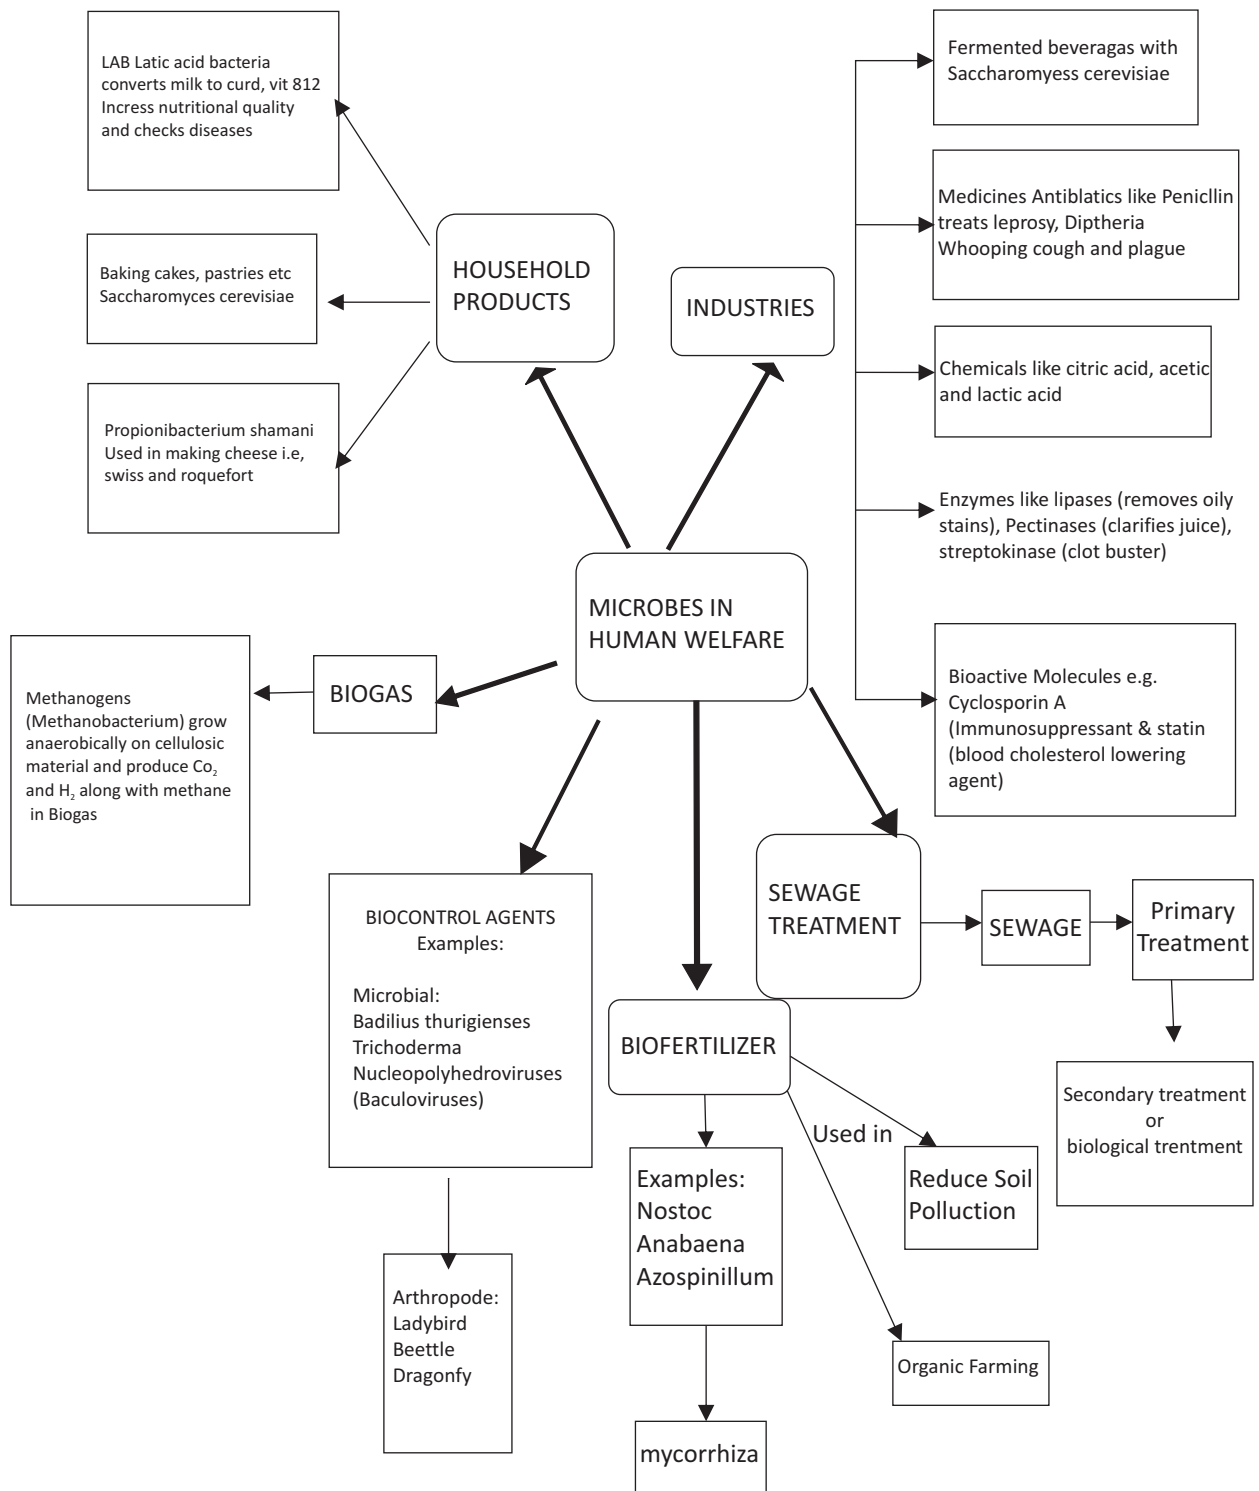 LAB Latic acid bacteria
converts milk to curd, vit 812
Incress nutritional quality
and checks diseases
Baking cakes, pastries etc
Saccharomyces cerevisiae
Propionibacterium shamani
Used in making cheese i.e,
swiss and roquefort
HOUSEHOLD
PRODUCTS
INDUSTRIES
Fermented beveragas with
Saccharomyess cerevisiae
Medicines Antiblatics like Penicllin
treats leprosy, Diptheria
Whooping cough and plague
Chemicals like citric acid, acetic
and lactic acid
Enzymes like lipases (removes oily
stains), Pectinases (clarifies juice),
streptokinase (clot buster)
Bioactive Molecules e.g.
Cyclosporin A
(Immunosuppressant & statin
(blood cholesterol lowering
agent)
MICROBES IN
HUMAN WELFARE
BIOGAS
Methanogens
(Methanobacterium) grow
anaerobically on cellulosic
material and produce Co₂
and H₂ along with methane
in Biogas
BIOCONTROL AGENTS
Examples:
Microbial:
Badilius thurigienses
Trichoderma
Nucleopolyhedroviruses
(Baculoviruses)
Arthropode:
Ladybird
Beettle
Dragonfy
BIOFERTILIZER
Examples:
Nostoc
Anabaena
Azospinillum
mycorrhiza
Used in
Reduce Soil
Polluction
Organic Farming
SEWAGE
TREATMENT
SEWAGE
Primary
Treatment
Secondary treatment
or
biological trentment